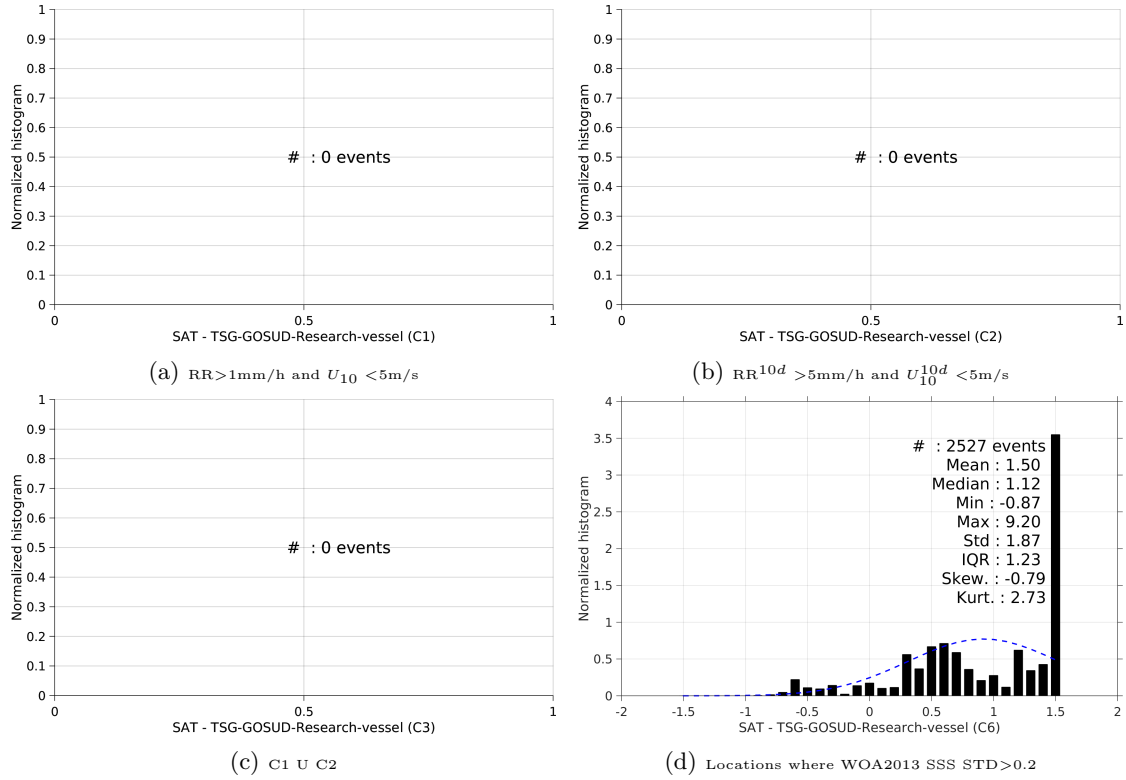 1
0.9
0.8
0.7
0.6
0.5
0.4
0.3
0.2
0.1
0
Normalized histogram
# : 0 events
0 0.5 1
SAT - TSG-GOSUD-Research-vessel (C1)
(a) RR>1mm/h and U10 <5m/s
1
0.9
0.8
0.7
0.6
0.5
0.4
0.3
0.2
0.1
0
Normalized histogram
# : 0 events
0 0.5 1
SAT - TSG-GOSUD-Research-vessel (C2)
(b) RR10d >5mm/h and U10d10 <5m/s
1
0.9
0.8
0.7
0.6
0.5
0.4
0.3
0.2
0.1
0
Normalized histogram
# : 0 events
0 0.5 1
SAT - TSG-GOSUD-Research-vessel (C3)
(c) C1 U C2
4
3.5
3
2.5
2
1.5
1
0.5
0
Normalized histogram
# : 2527 events
Mean : 1.50
Median : 1.12
Min : -0.87
Max : 9.20
Std : 1.87
IQR : 1.23
Skew. : -0.79
Kurt. : 2.73
-2 -1.5 -1 -0.5 0 0.5 1 1.5 2
SAT - TSG-GOSUD-Research-vessel (C6)
(d) Locations where WOA2013 SSS STD>0.2